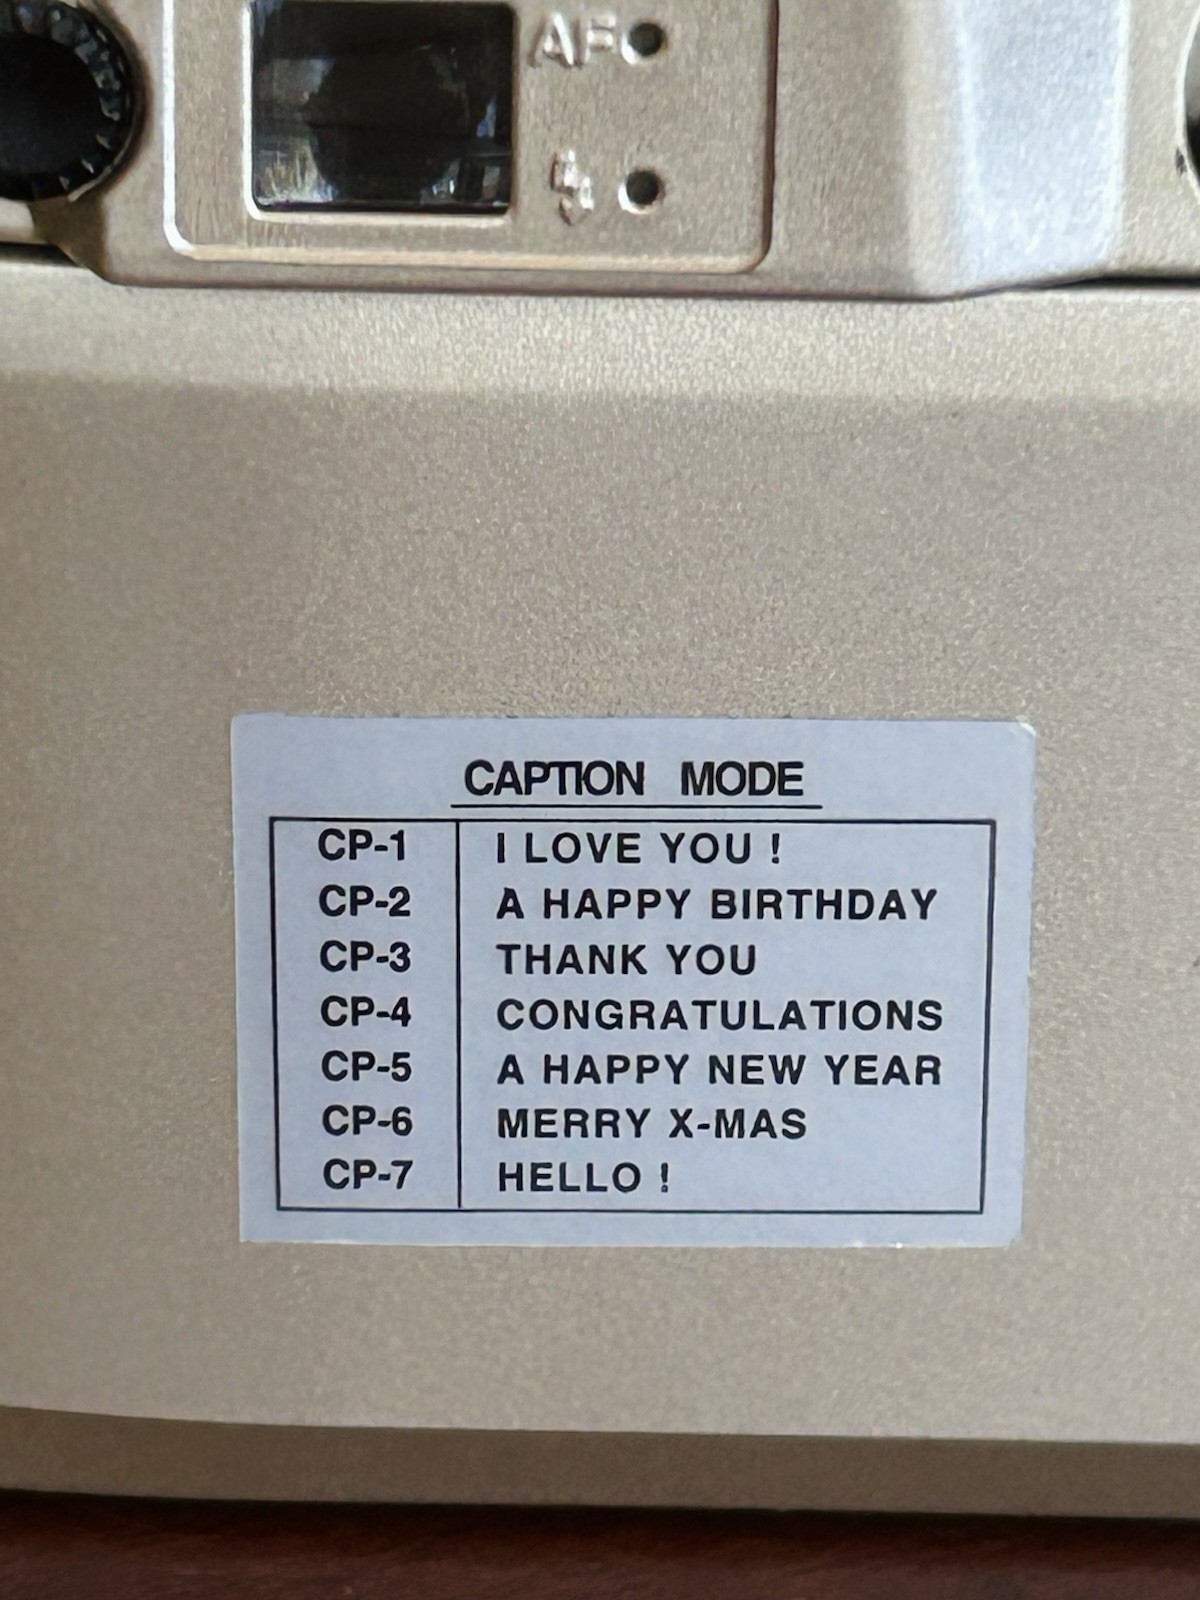 AF
CAPTION MODE
CP-1 I LOVE YOU !
CP-2 A HAPPY BIRTHDAY
CP-3 THANK YOU
CP-4 CONGRATULATIONS
CP-5 A HAPPY NEW YEAR
CP-6 MERRY X-MAS
CP-7 HELLO !